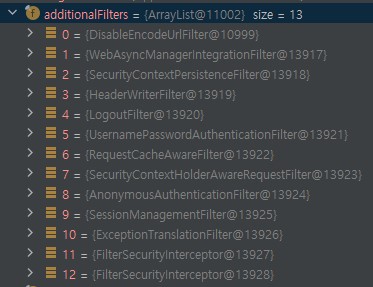 f additionalFilters = {ArrayList@11002} size = 13
0 = {DisableEncodeUrlFilter@10999}
1 = {WebAsyncManagerIntegrationFilter@13917}
2 = {SecurityContextPersistenceFilter@13918}
3 = {HeaderWriterFilter@13919}
4 = {LogoutFilter@13920}
5 = {UsernamePasswordAuthenticationFilter@13921}
6 = {RequestCacheAwareFilter@13922}
7 = {SecurityContextHolderAwareRequestFilter@13923}
8 = {AnonymousAuthenticationFilter@13924}
9 = {SessionManagementFilter@13925}
10 = {ExceptionTranslationFilter@13926}
11 = {FilterSecurityInterceptor@13927}
12 = {FilterSecurityInterceptor@13928}